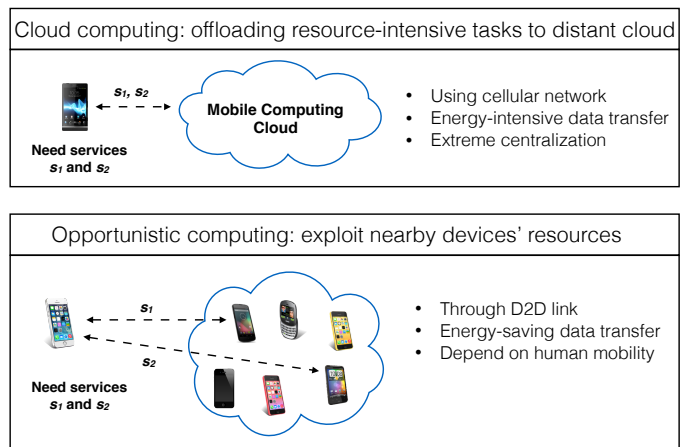 Cloud computing: offloading resource-intensive tasks to distant cloud
s1, s2
Mobile Computing
Cloud
Need services
s1 and s2
• Using cellular network
• Energy-intensive data transfer
• Extreme centralization
Opportunistic computing: exploit nearby devices' resources
s1
s2
Need services
s1 and s2
• Through D2D link
• Energy-saving data transfer
• Depend on human mobility